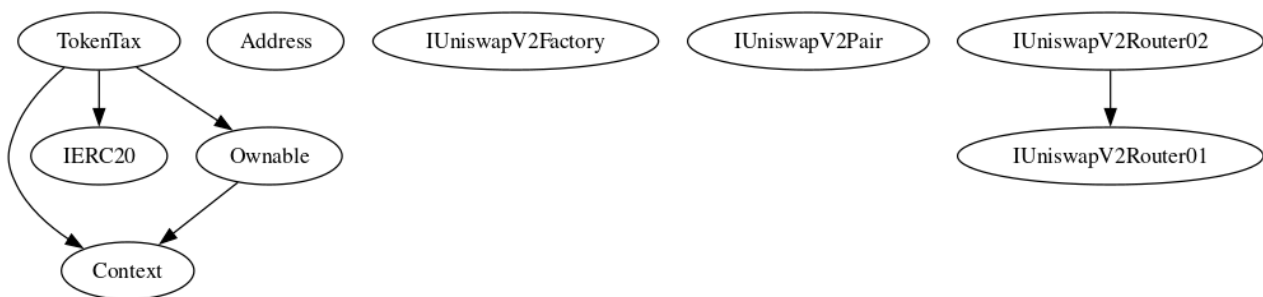 TokenTax
Address
IUniswapV2Factory
IUniswapV2Pair
IUniswapV2Router02
IERC20
Ownable
IUniswapV2Router01
Context